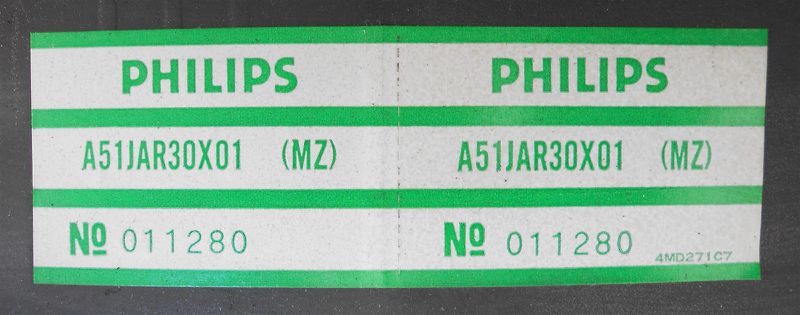 PHILIPS PHILIPS
A51JAR30X01 (MZ) A51JAR30X01 (MZ)
Nº 011280 Nº 011280
4MD271C7